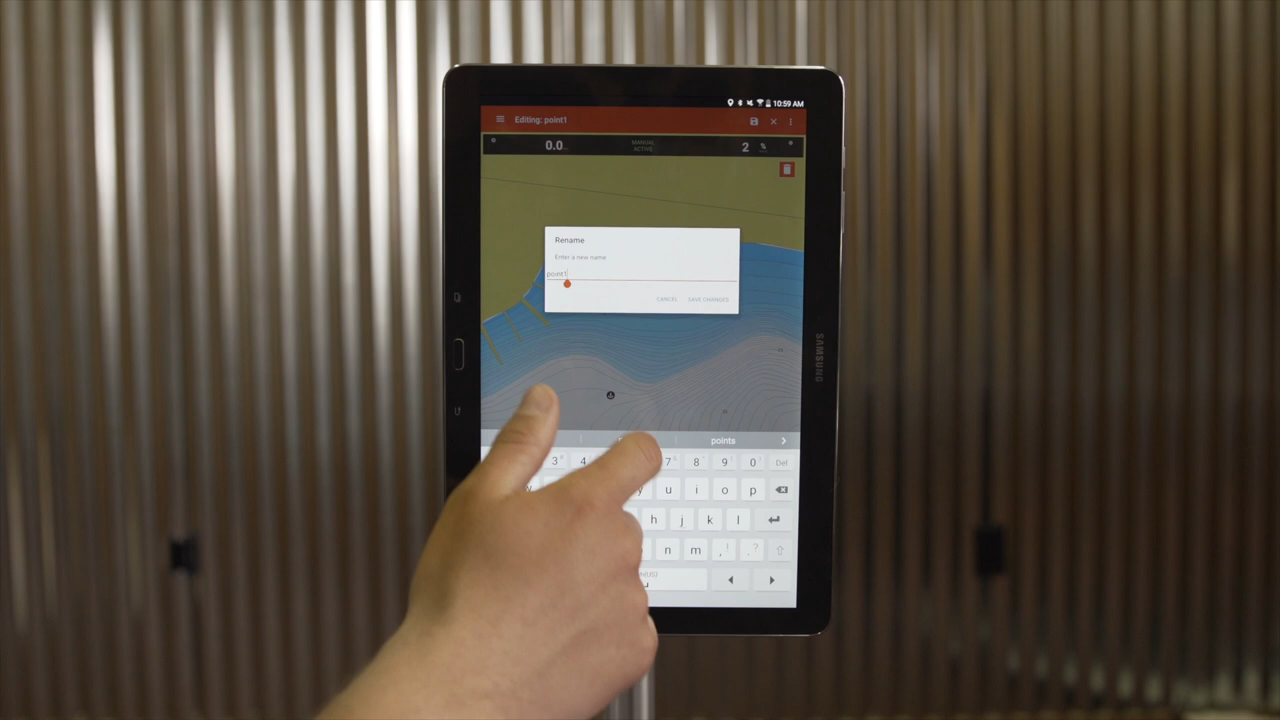 10:59 AM
Editing: point1
0.0
MANUAL
ACTIVE
2 %
Rename
Enter a new name
point1
CANCEL SAVE CHANGES
SAMSUNG
points
3 4 7 8 9 0 Del
w y u i o p
h j k l
n m , ! . ?